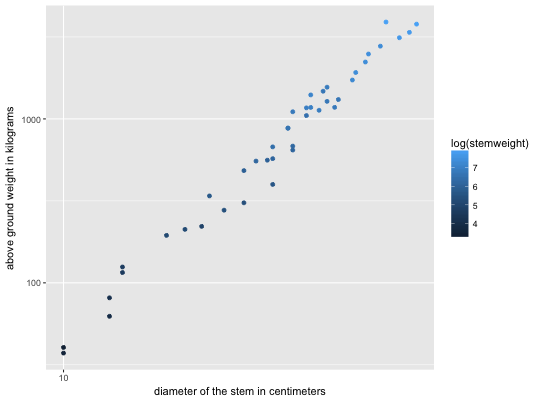 1000
100
10
above ground weight in kilograms
diameter of the stem in centimeters
log(stemweight)
7
6
5
4